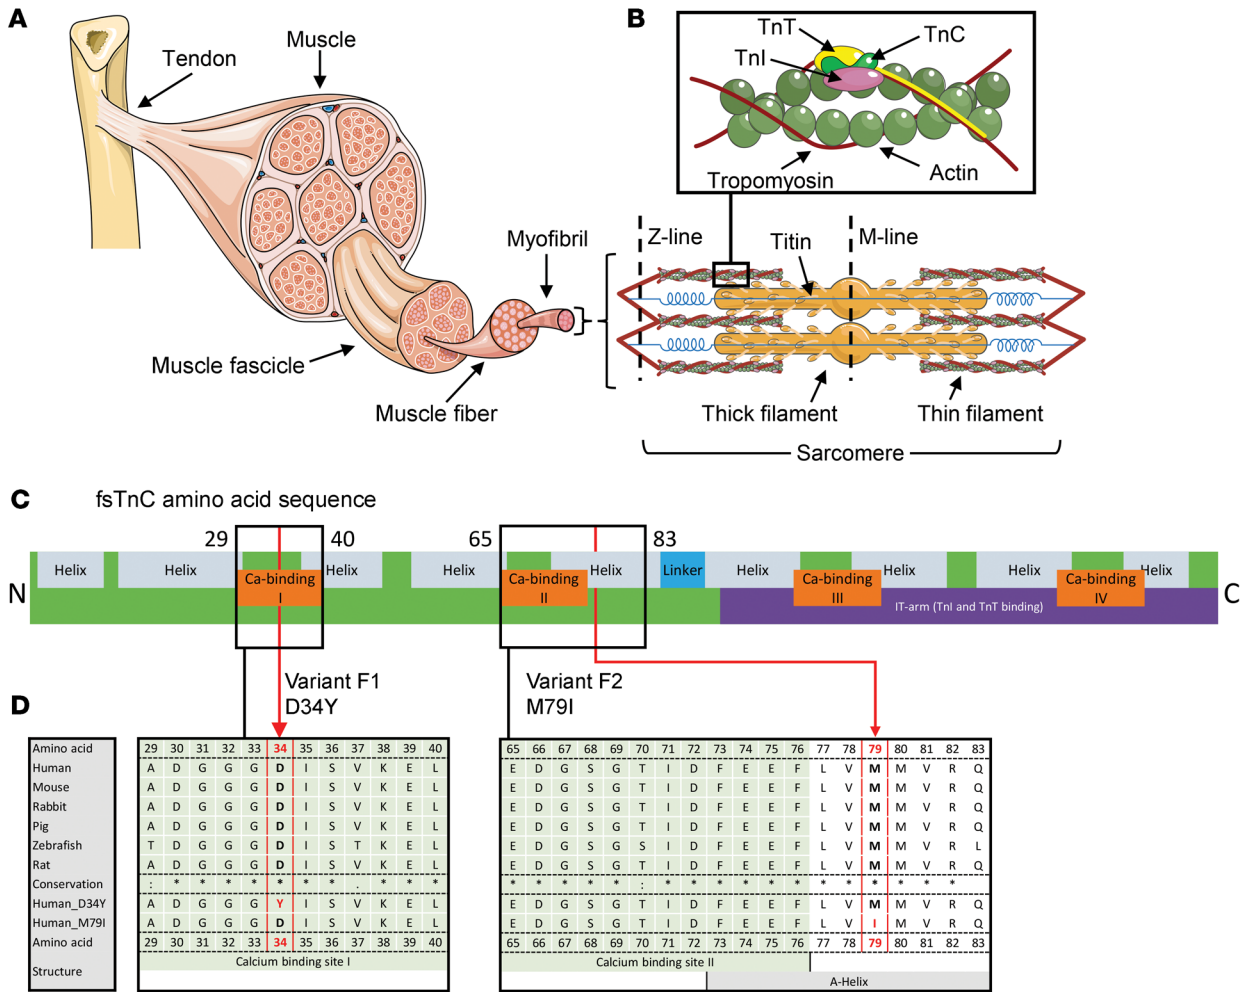 A
Tendon
Muscle
Myofibril
Muscle fascicle
Muscle fiber
B
TnT
TnC
TnI
Tropomyosin
Actin
Z-line
Titin
M-line
Thick filament
Thin filament
Sarcomere
C
fsTnC amino acid sequence
29 40 65 83
N
Helix Helix Helix Helix Helix Linker Helix Helix Helix Helix
Ca-binding I
Ca-binding II
Ca-binding III
Ca-binding IV
IT-arm (TnI and TnT binding)
C
Variant F1
D34Y
Variant F2
M79I
D
Amino acid 29 30 31 32 33 34 35 36 37 38 39 40 65 66 67 68 69 70 71 72 73 74 75 76 77 78 79 80 81 82 83
Human A D G G G D I S V K E L E D G S G T I D F E E F L V M M V R Q
Mouse A D G G G D I S V K E L E D G S G T I D F E E F L V M M V R Q
Rabbit A D G G G D I S V K E L E D G S G T I D F E E F L V M M V R Q
Pig A D G G G D I S V K E L E D G S G T I D F E E F L V M M V R Q
Zebrafish T D G G G D I S T K E L E D G S G S I D F E E F L V M M V R L
Rat A D G G G D I S V K E L E D G S G T I D F E E F L V M M V R Q
Conservation : * * * * * * * . * * * * * * * * : * * * * * * * * * * * *
Human_D34Y A D G G G Y I S V K E L E D G S G T I D F E E F L V M M V R Q
Human_M79I A D G G G D I S V K E L E D G S G T I D F E E F L V I M V R Q
Amino acid 29 30 31 32 33 34 35 36 37 38 39 40 65 66 67 68 69 70 71 72 73 74 75 76 77 78 79 80 81 82 83
Structure
Calcium binding site I
Calcium binding site II
A-Helix